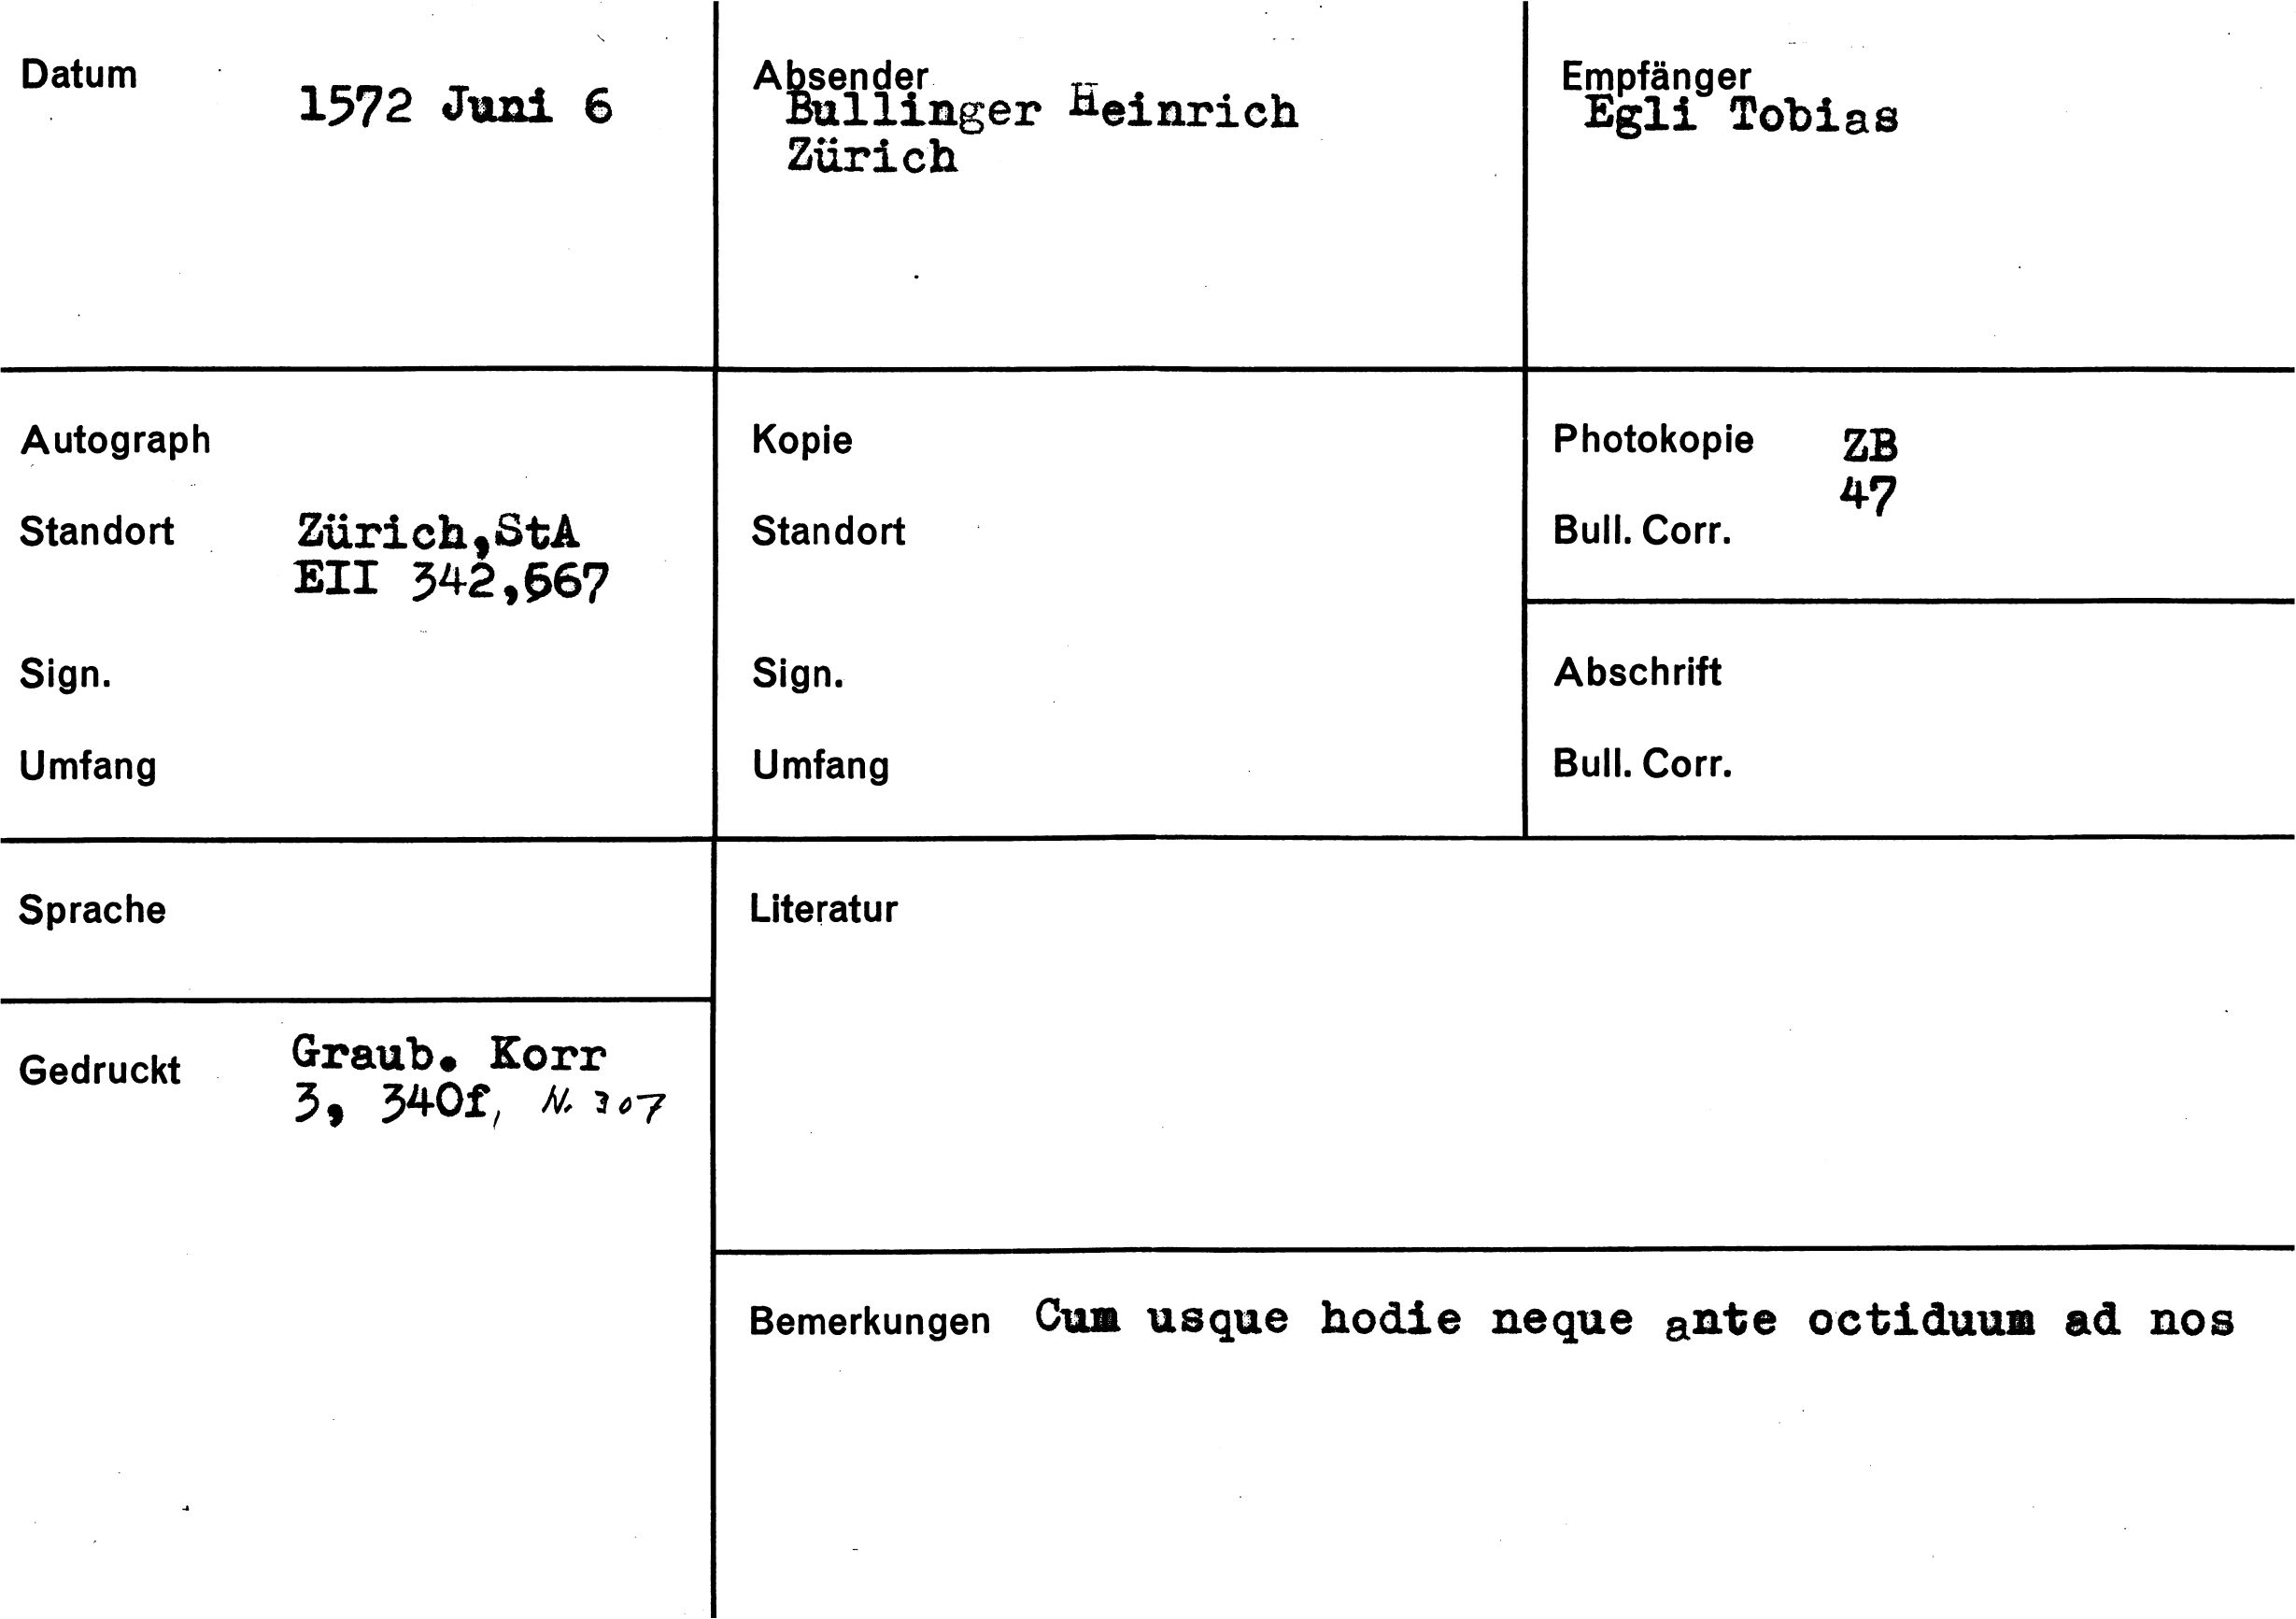 Datum
1572 Juni 6
Absender
Bullinger Heinrich
Zürich
Empfänger
Egli Tobias
Autograph
Standort
Zürich,StA
EII 342,667
Sign.
Umfang
Kopie
Standort
Sign.
Umfang
Photokopie ZB
47
Bull. Corr.
Abschrift
Bull. Corr.
Sprache
Gedruckt
Graub. Korr
3, 340f, N. 307
Literatur
Bemerkungen Cum usque hodie neque ante octiduum ad nos